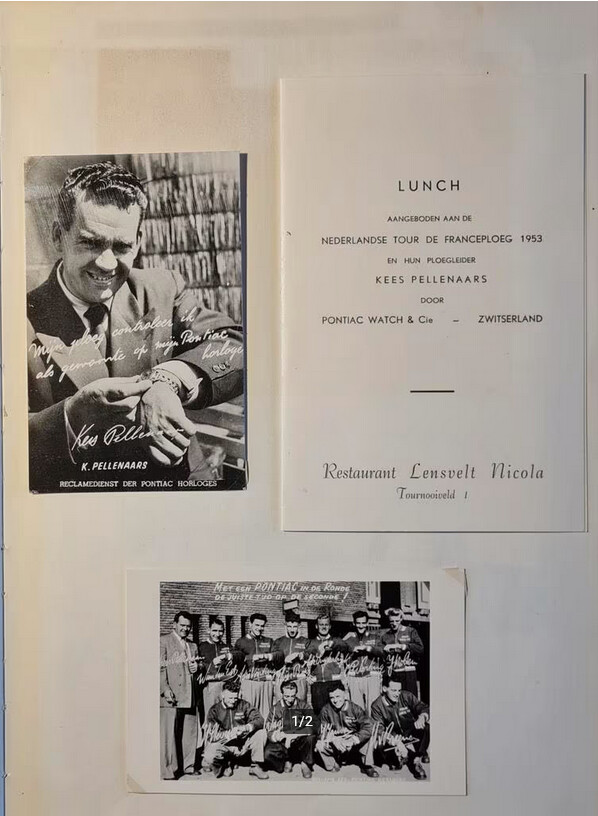 Mijn ploeg controleer ik
als gewoonte op mijn Pontiac
horloge
Kees Pellenaars
K. PELLENAARS
RECLAMEDIENST DER PONTIAC HORLOGES
LUNCH
AANGEBODEN AAN DE
NEDERLANDSE TOUR DE FRANCEPLOEG 1953
EN HUN PLOEGLEIDER
KEES PELLENAARS
DOOR
PONTIAC WATCH & Cie – ZWITSERLAND
Restaurant Lensvelt Nicola
Tournooiveld 1
MET EEN PONTIAC IN DE RONDE
DE JUISTE TIJD OP DE SECONDE!
1/2